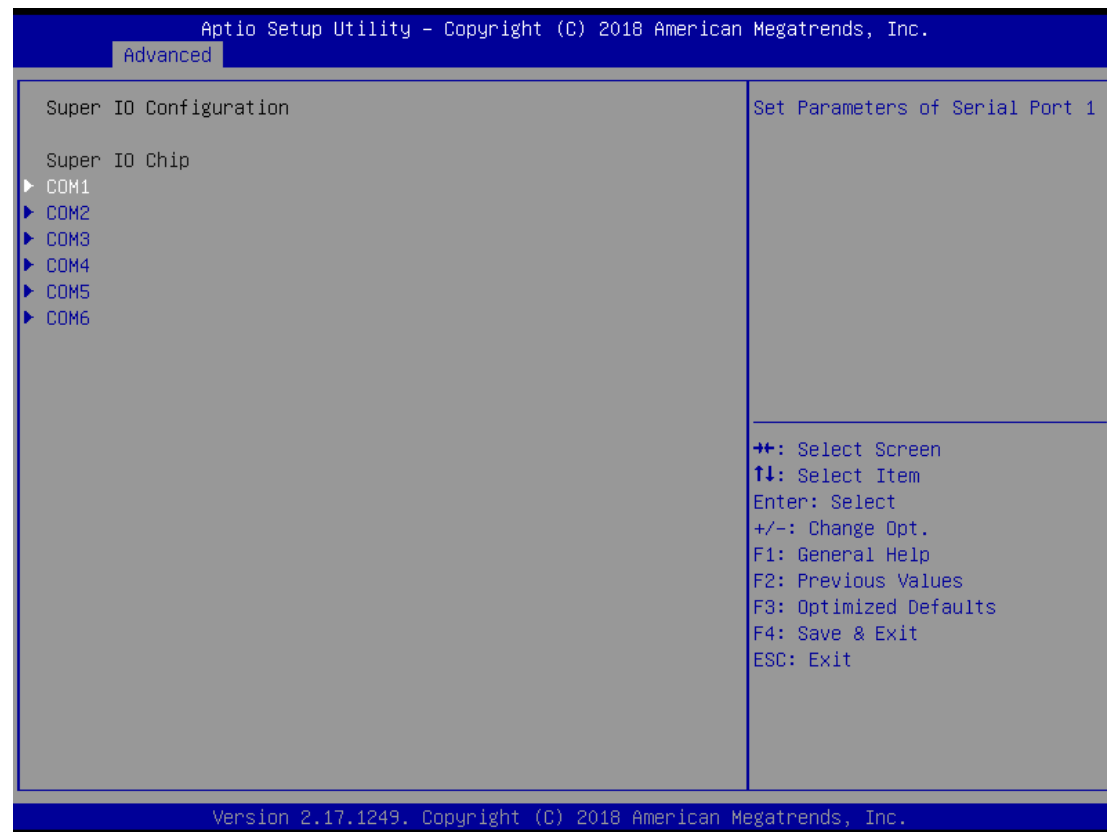 Aptio Setup Utility – Copyright (C) 2018 American Megatrends, Inc.
Advanced
Super IO Configuration
Super IO Chip
COM1
COM2
COM3
COM4
COM5
COM6
Set Parameters of Serial Port 1
→←: Select Screen
↑↓: Select Item
Enter: Select
+/-: Change Opt.
F1: General Help
F2: Previous Values
F3: Optimized Defaults
F4: Save & Exit
ESC: Exit
Version 2.17.1249. Copyright (C) 2018 American Megatrends, Inc.